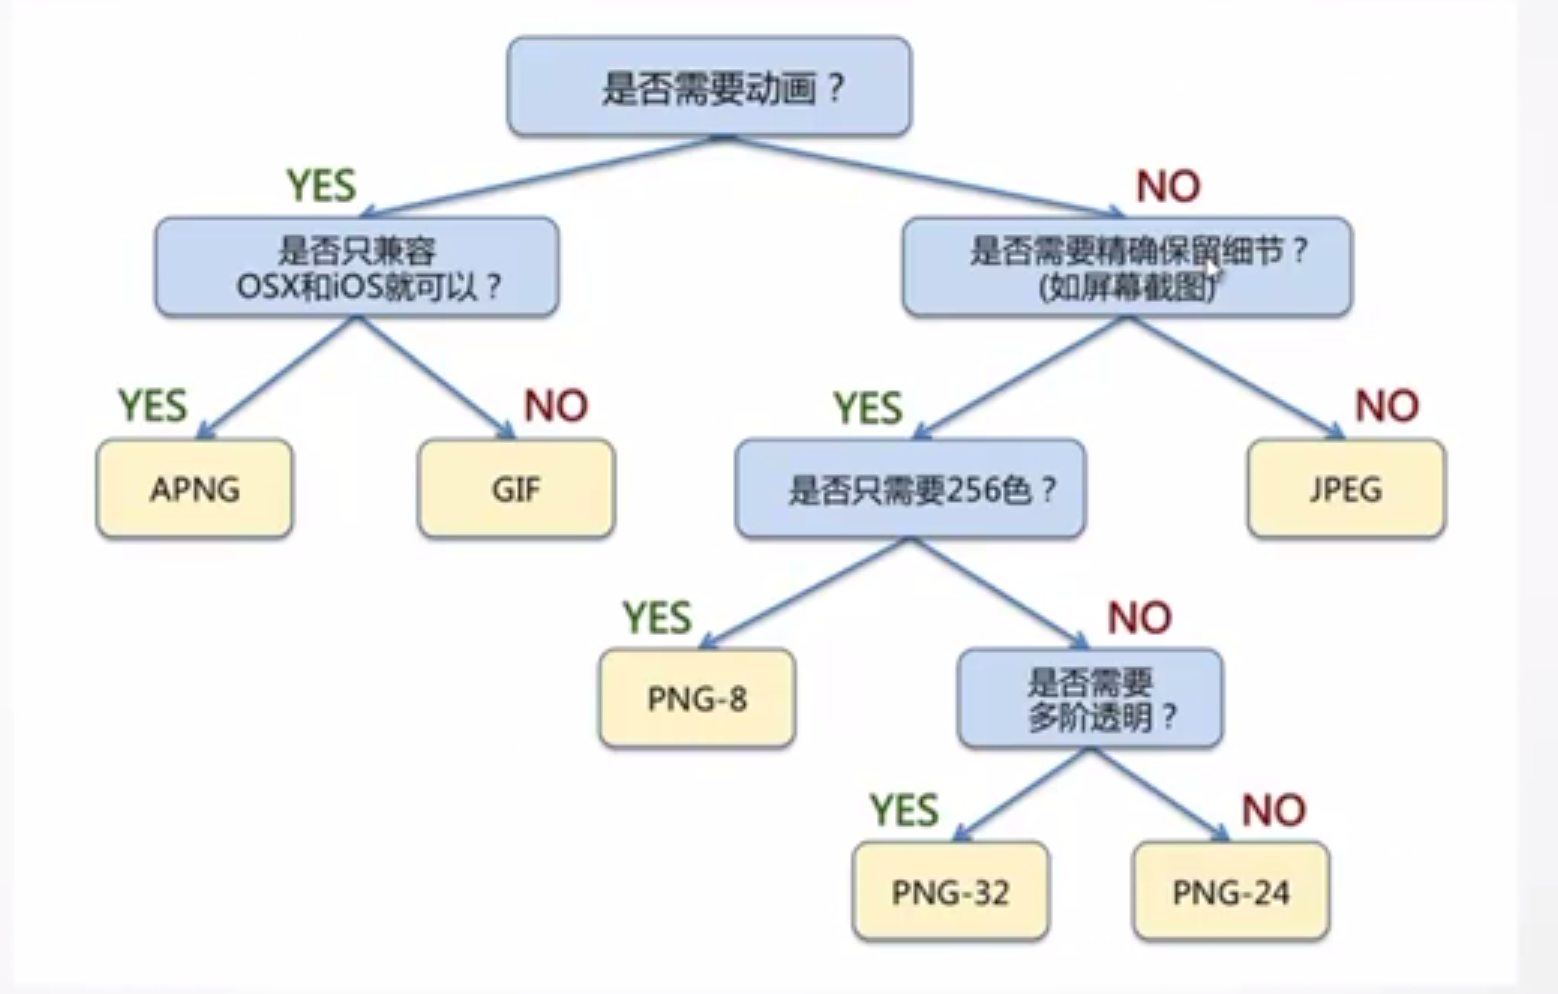 是否需要动画？
YES
NO
是否只兼容
OSX和iOS就可以？
是否需要精确保留细节？
(如屏幕截图)
YES
NO
YES
NO
APNG
GIF
是否只需要256色？
JPEG
YES
NO
PNG-8
是否需要
多阶透明？
YES
NO
PNG-32
PNG-24